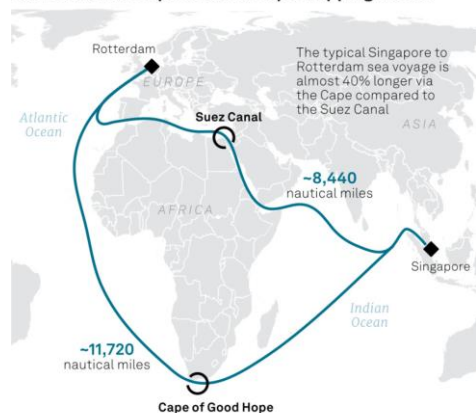 Rotterdam
The typical Singapore to
Rotterdam sea voyage is
almost 40% longer via
the Cape compared to
the Suez Canal
EUROPE
Atlantic
Ocean
Suez Canal
ASIA
~8,440
nautical miles
AFRICA
Singapore
Indian
Ocean
~11,720
nautical miles
Cape of Good Hope